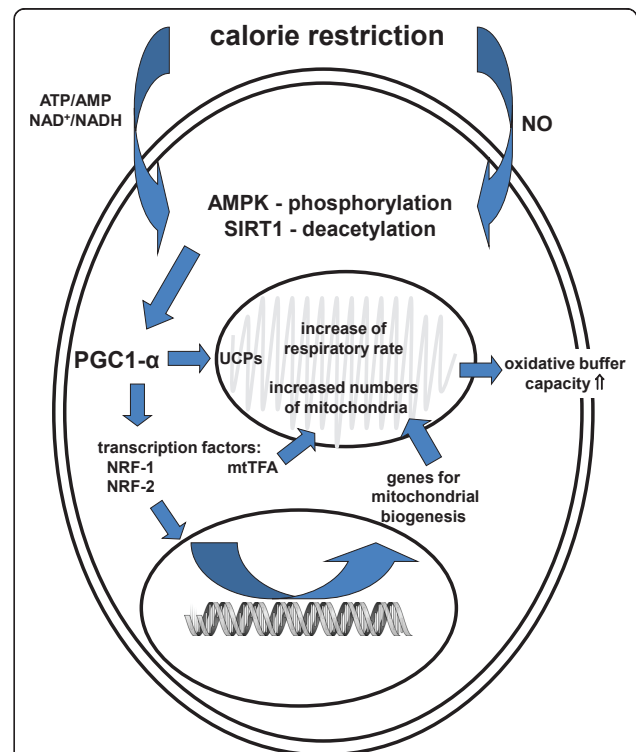 calorie restriction
ATP/AMP
NAD⁺/NADH
NO
AMPK - phosphorylation
SIRT1 - deacetylation
PGC1-α
UCPs
increase of
respiratory rate
increased numbers
of mitochondria
oxidative buffer
capacity ⇑
transcription factors:
NRF-1
NRF-2
mtTFA
genes for
mitochondrial
biogenesis